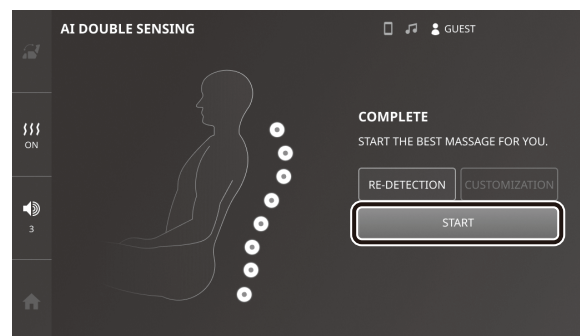 AI DOUBLE SENSING
GUEST
ON
3
COMPLETE
START THE BEST MASSAGE FOR YOU.
RE-DETECTION
CUSTOMIZATION
START